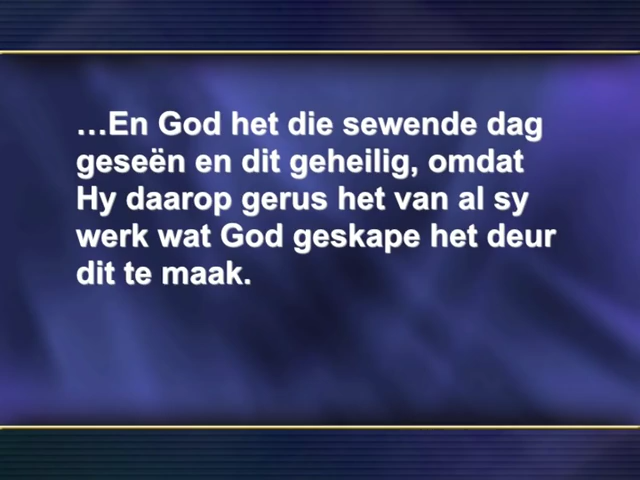 …En God het die sewende dag
geseën en dit geheilig, omdat
Hy daarop gerus het van al sy
werk wat God geskape het deur
dit te maak.